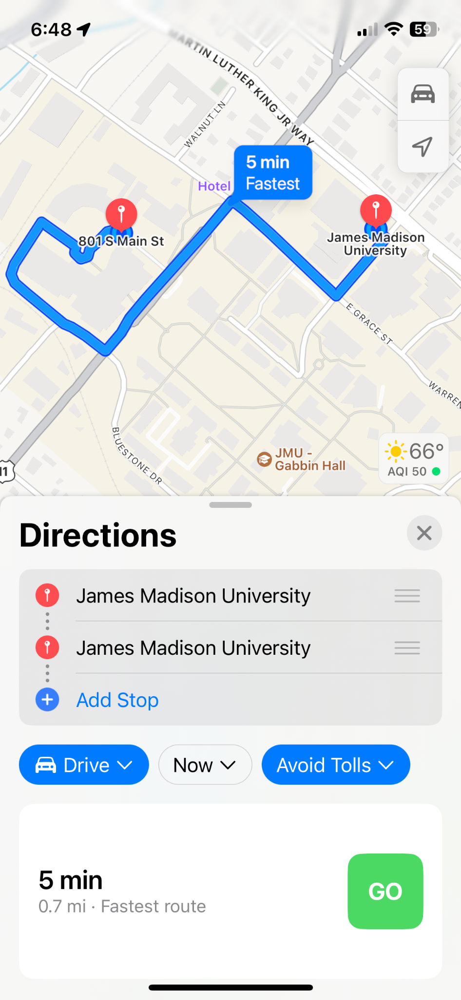 6:48
59
MARTIN LUTHER KING JR WAY
WALNUT LN
5 min
Fastest
Hotel
801 S Main St
James Madison
University
E GRACE ST
WARREN
BLUESTONE DR
JMU -
Gabbin Hall
11
66°
AQI 50
Directions
James Madison University
James Madison University
Add Stop
Drive
Now
Avoid Tolls
5 min
0.7 mi · Fastest route
GO